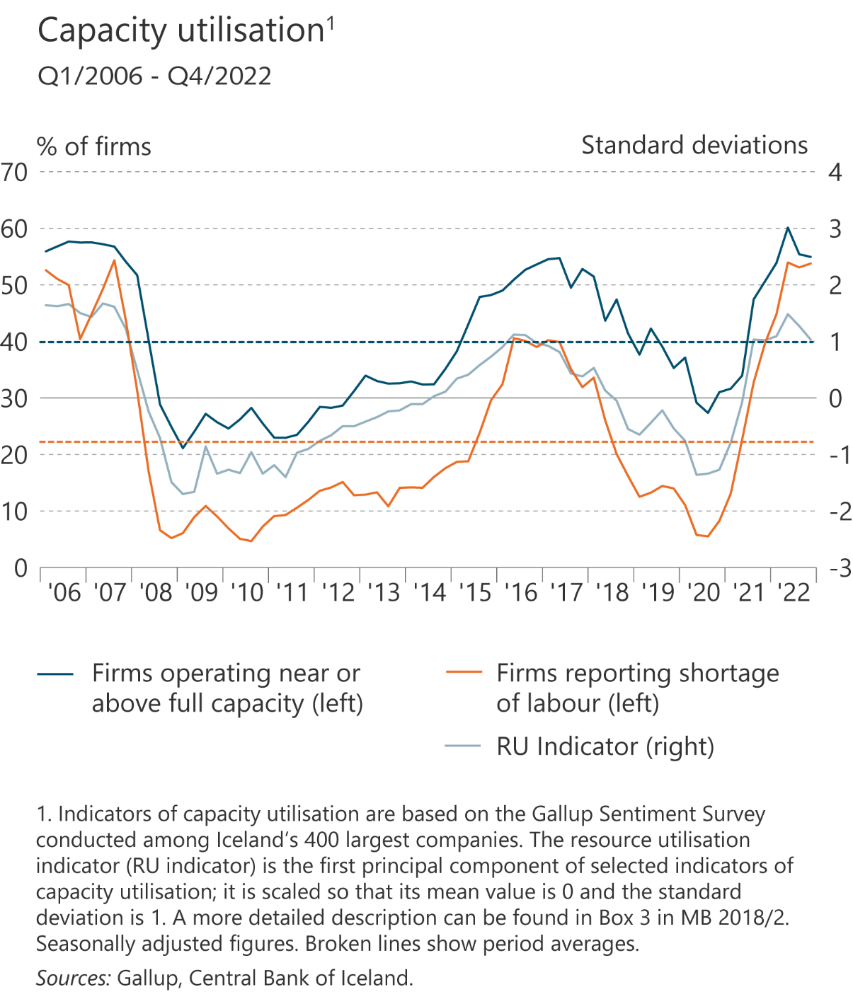 Capacity utilisation¹
Q1/2006 - Q4/2022
% of firms
Standard deviations
70
4
60
3
50
2
40
1
30
0
20
-1
10
-2
0
-3
'06 '07 '08 '09 '10 '11 '12 '13 '14 '15 '16 '17 '18 '19 '20 '21 '22
Firms operating near or
above full capacity (left)
Firms reporting shortage
of labour (left)
RU Indicator (right)
1. Indicators of capacity utilisation are based on the Gallup Sentiment Survey
conducted among Iceland’s 400 largest companies. The resource utilisation
indicator (RU indicator) is the first principal component of selected indicators of
capacity utilisation; it is scaled so that its mean value is 0 and the standard
deviation is 1. A more detailed description can be found in Box 3 in MB 2018/2.
Seasonally adjusted figures. Broken lines show period averages.
Sources: Gallup, Central Bank of Iceland.